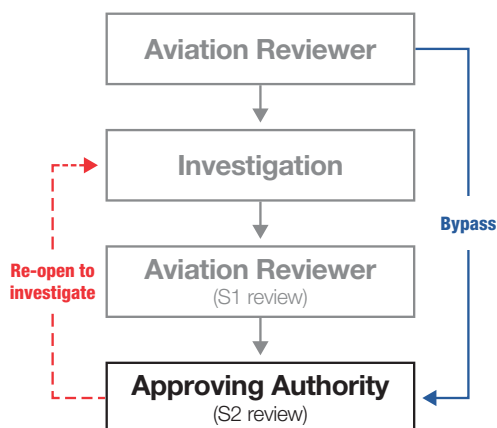 Aviation Reviewer
Investigation
Bypass
Aviation Reviewer
(S1 review)
Re-open to
investigate
Approving Authority
(S2 review)